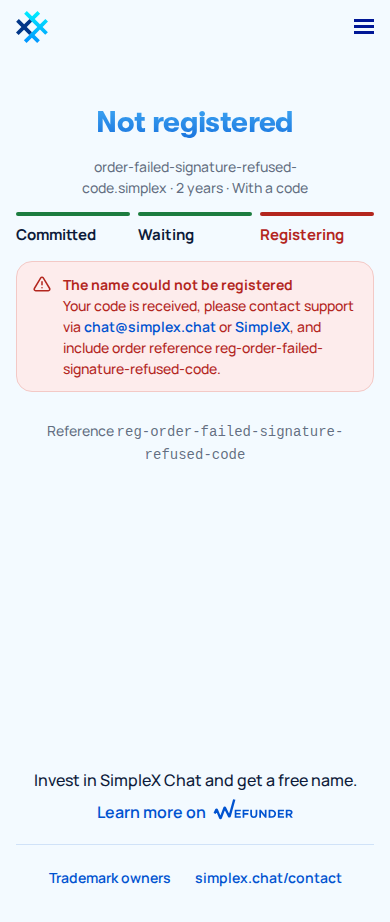 Not registered
order-failed-signature-refused-
code.simplex · 2 years · With a code
Committed
Waiting
Registering
The name could not be registered
Your code is received, please contact support
via chat@simplex.chat or SimpleX, and
include order reference reg-order-failed-
signature-refused-code.
Reference reg-order-failed-signature-
refused-code
Invest in SimpleX Chat and get a free name.
Learn more on WEFUNDER
Trademark owners
simplex.chat/contact